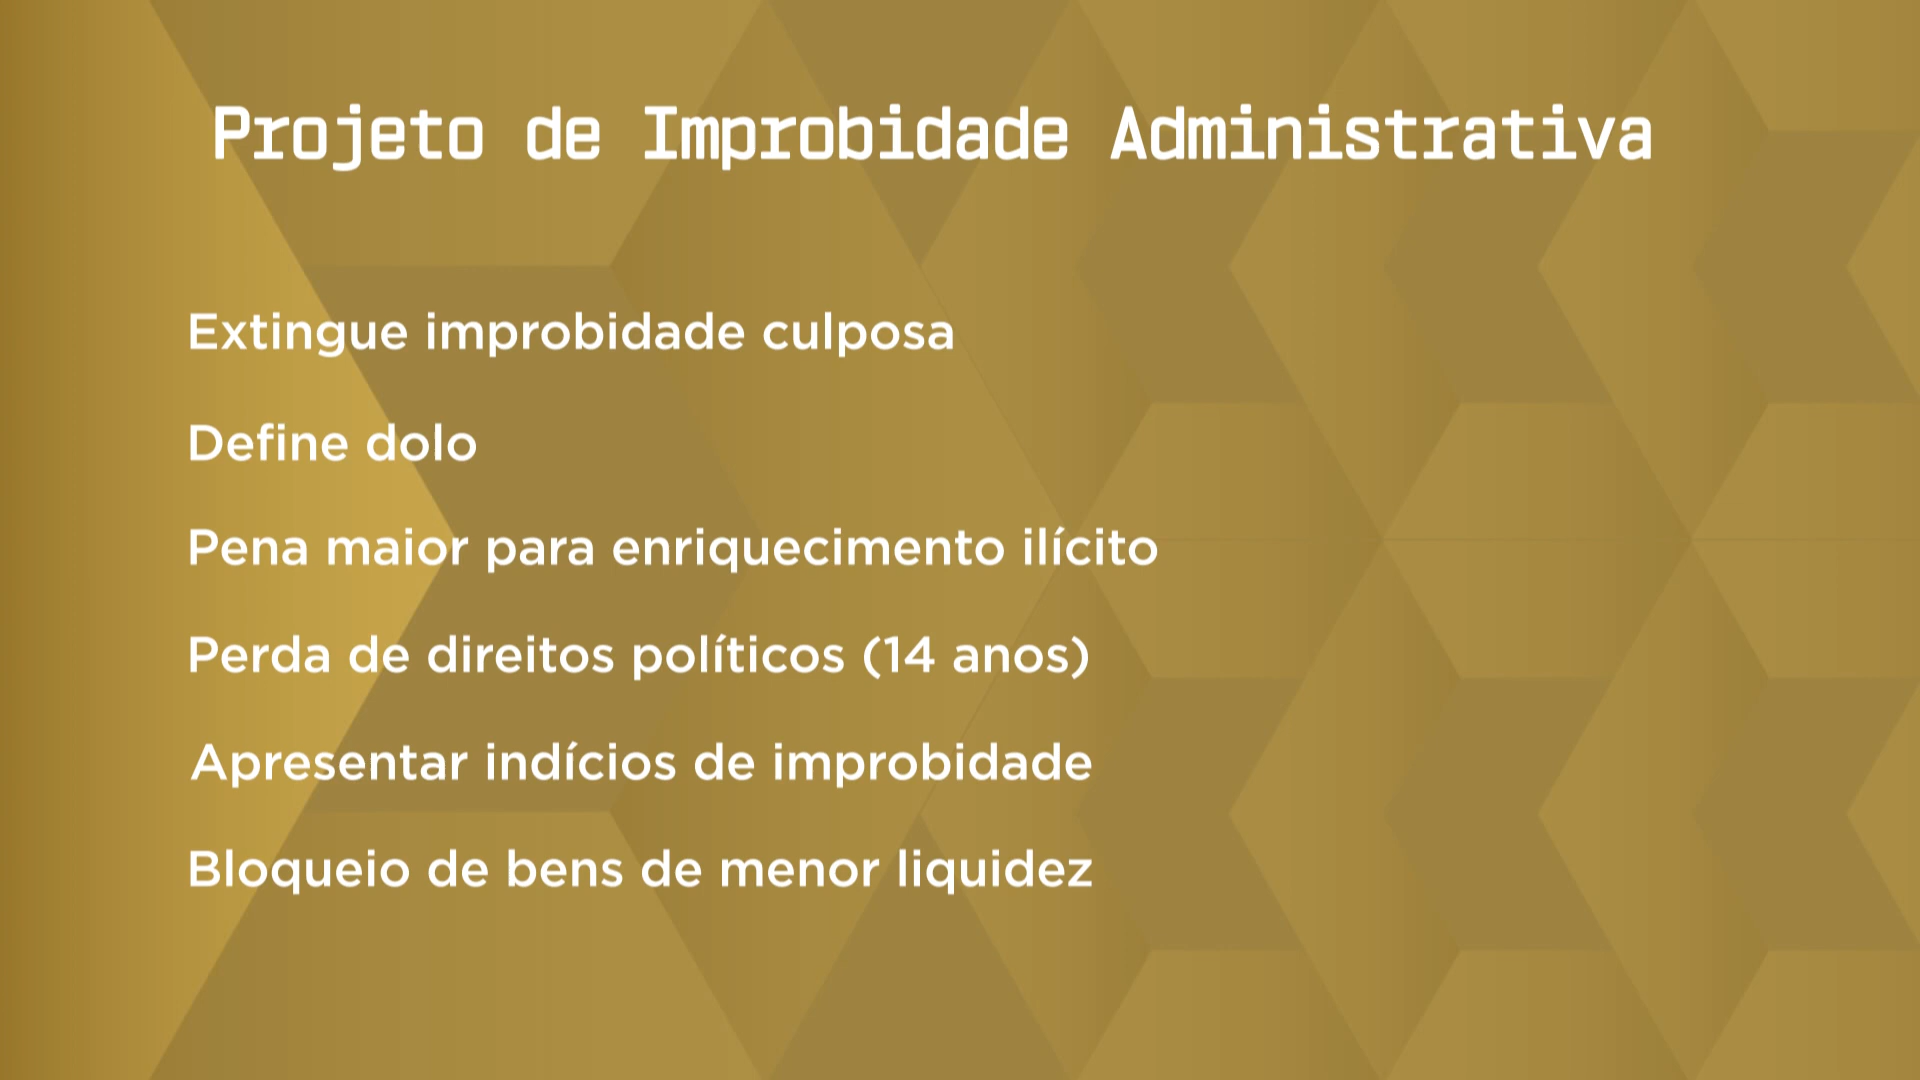 Projeto de Improbidade Administrativa
Extingue improbidade culposa
Define dolo
Pena maior para enriquecimento ilícito
Perda de direitos políticos (14 anos)
Apresentar indícios de improbidade
Bloqueio de bens de menor liquidez